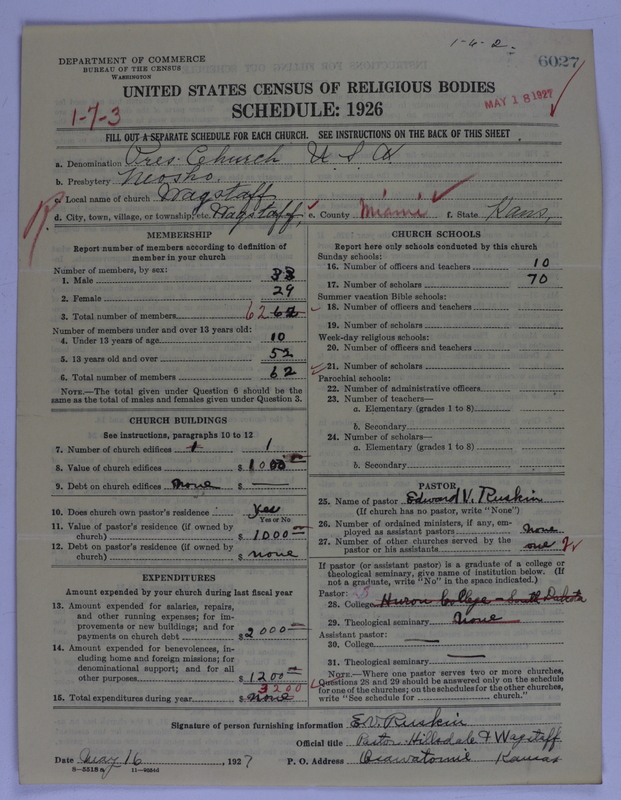 1-6-2.
6027
DEPARTMENT OF COMMERCE
BUREAU OF THE CENSUS
WASHINGTON
UNITED STATES CENSUS OF RELIGIOUS BODIES
SCHEDULE: 1926
1-7-3
MAY 18 1927
FILL OUT A SEPARATE SCHEDULE FOR EACH CHURCH. SEE INSTRUCTIONS ON THE BACK OF THIS SHEET
a. Denomination Pres. Church U S A
b. Presbytery Neosho.
c. Local name of church Wagstaff
d. City, town, village, or township, etc. Wagstaff, e. County Miami f. State Kans.
MEMBERSHIP
Report number of members according to definition of
member in your church
Number of members, by sex:
1. Male 33
2. Female 29
3. Total number of members 62 62
Number of members under and over 13 years old:
4. Under 13 years of age 10
5. 13 years old and over 52
6. Total number of members 62
NOTE.—The total given under Question 6 should be
same as the total of males and females given under Question 3.
CHURCH BUILDINGS
See instructions, paragraphs 10 to 12
7. Number of church edifices 1 1
8. Value of church edifices $ 1000
9. Debt on church edifices None $ —
10. Does church own pastor's residence? Yes
Yes or No
11. Value of pastor's residence (if owned by
church) $ 1000
12. Debt on pastor's residence (if owned by
church) $ none
EXPENDITURES
Amount expended by your church during last fiscal year
13. Amount expended for salaries, repairs,
and other running expenses; for im-
provements or new buildings; and for
payments on church debt $ 2000
14. Amount expended for benevolences, in-
cluding home and foreign missions; for
denominational support; and for all
other purposes $ 1200
3200
15. Total expenditures during year $ None
CHURCH SCHOOLS
Report here only schools conducted by this church
Sunday schools:
16. Number of officers and teachers 10
17. Number of scholars 70
Summer vacation Bible schools:
18. Number of officers and teachers
19. Number of scholars
Week-day religious schools:
20. Number of officers and teachers
21. Number of scholars
Parochial schools:
22. Number of administrative officers
23. Number of teachers—
a. Elementary (grades 1 to 8)
b. Secondary
24. Number of scholars—
a. Elementary (grades 1 to 8)
b. Secondary
PASTOR
25. Name of pastor Edward V. Ruskin
(If church has no pastor, write "None")
26. Number of ordained ministers, if any, em-
ployed as assistant pastors none
27. Number of other churches served by the
pastor or his assistants one
If pastor (or assistant pastor) is a graduate of a college or
theological seminary, give name of institution below. (If
not a graduate, write "No" in the space indicated.)
Pastor:
28. College Huron College - South Dakota
29. Theological seminary None
Assistant pastor:
30. College —
31. Theological seminary —
NOTE.—Where one pastor serves two or more churches,
Questions 28 and 29 should be answered only on the schedule
for one of the churches; on the schedules for the other churches,
write "See schedule for church."
Signature of person furnishing information E. V. Ruskin
Official title Pastor Hillsdale & Wagstaff
Date May 16, 1927 P. O. Address Osawatomie Kansas
8—5518a 11—9024d